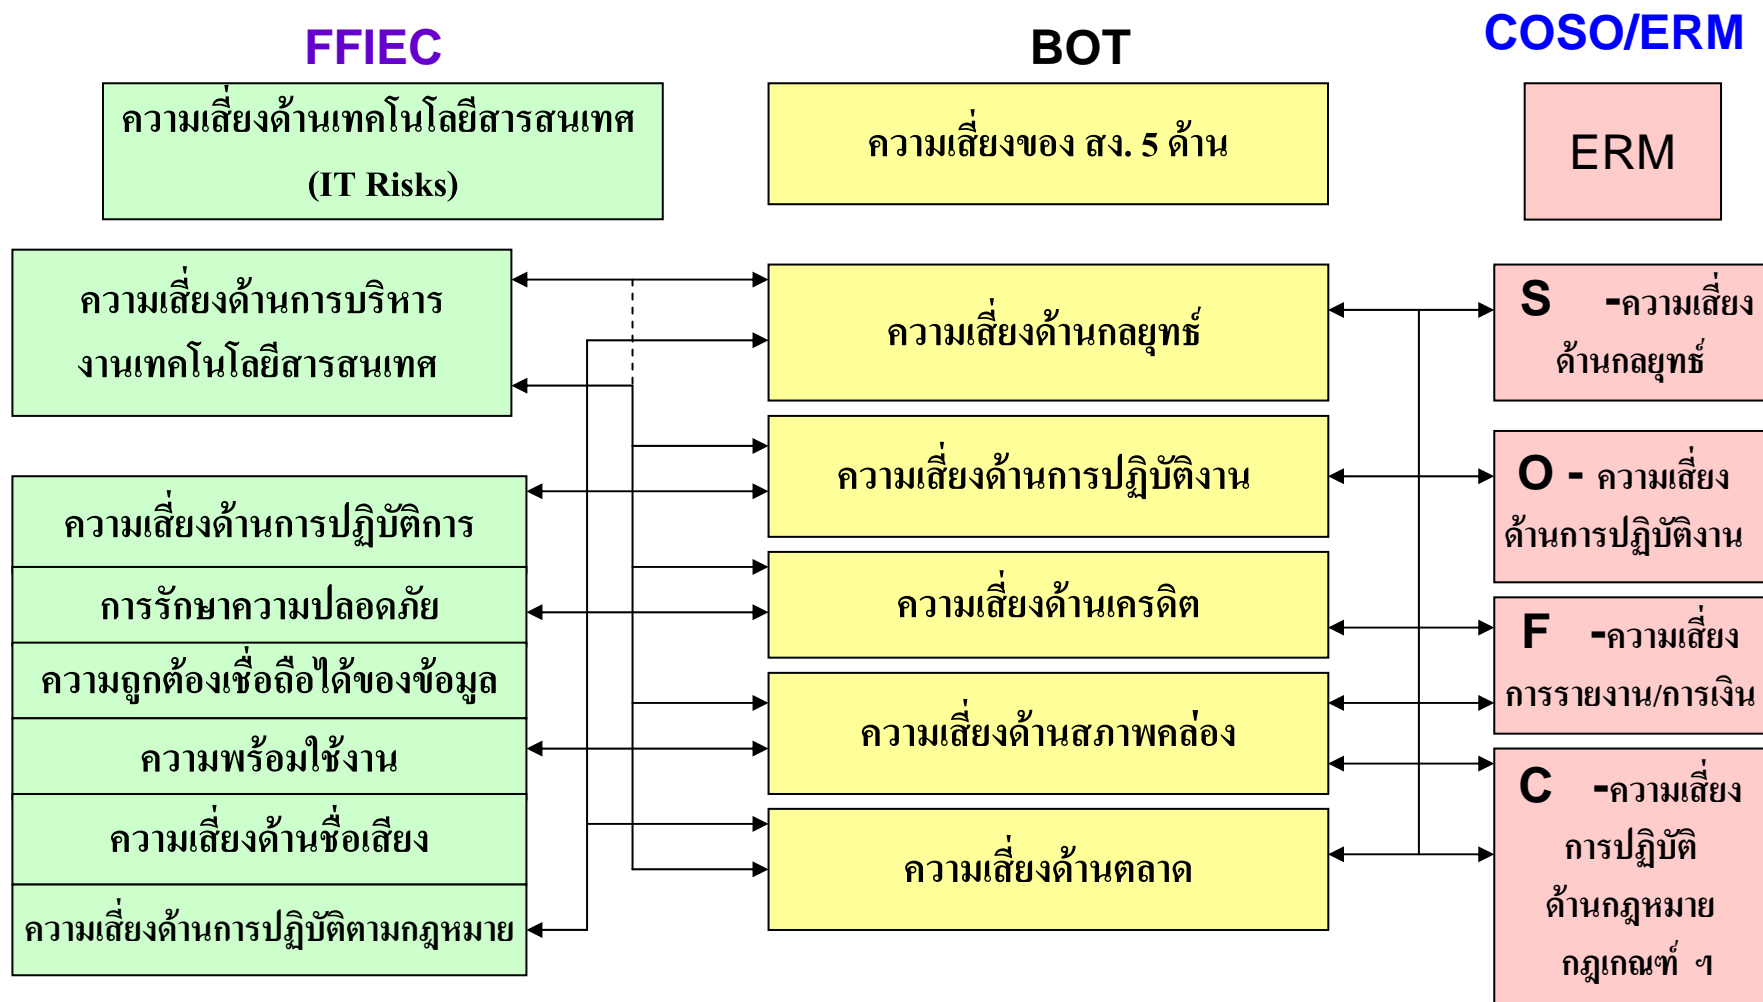 FFIEC
ความเสี่ยงด้านเทคโนโลยีสารสนเทศ
(IT Risks)
ความเสี่ยงด้านการบริหาร
งานเทคโนโลยีสารสนเทศ
ความเสี่ยงด้านการปฏิบัติการ
การรักษาความปลอดภัย
ความถูกต้องเชื่อถือได้ของข้อมูล
ความพร้อมใช้งาน
ความเสี่ยงด้านชื่อเสียง
ความเสี่ยงด้านการปฏิบัติตามกฎหมาย
BOT
ความเสี่ยงของ สง. 5 ด้าน
ความเสี่ยงด้านกลยุทธ์
ความเสี่ยงด้านการปฏิบัติงาน
ความเสี่ยงด้านเครดิต
ความเสี่ยงด้านสภาพคล่อง
ความเสี่ยงด้านตลาด
COSO/ERM
ERM
S -ความเสี่ยง
ด้านกลยุทธ์
O - ความเสี่ยง
ด้านการปฏิบัติงาน
F -ความเสี่ยง
การรายงาน/การเงิน
C -ความเสี่ยง
การปฏิบัติ
ด้านกฎหมาย
กฎเกณฑ์ ฯ